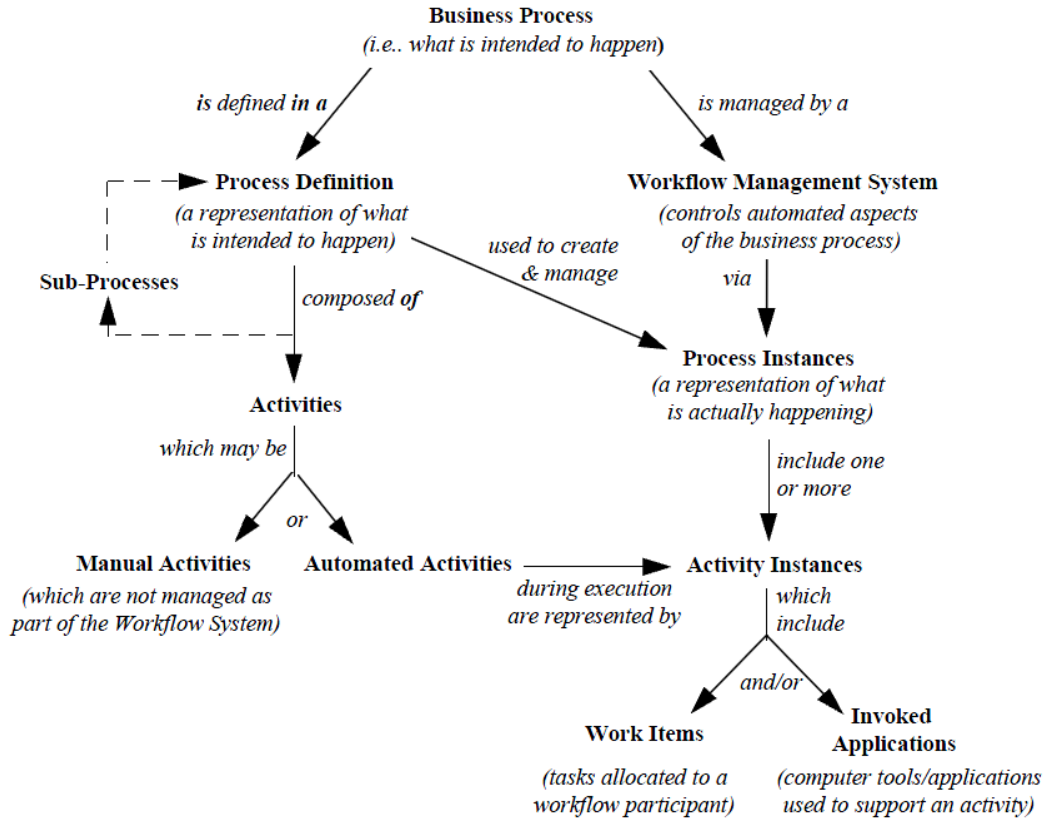 Business Process
(i.e.. what is intended to happen)
is defined in a
is managed by a
Process Definition
(a representation of what
is intended to happen)
Workflow Management System
(controls automated aspects
of the business process)
used to create
& manage
via
Sub-Processes
composed of
Process Instances
(a representation of what
is actually happening)
Activities
which may be
include one
or more
or
Manual Activities
(which are not managed as
part of the Workflow System)
Automated Activities
during execution
are represented by
Activity Instances
which
include
and/or
Work Items
(tasks allocated to a
workflow participant)
Invoked
Applications
(computer tools/applications
used to support an activity)